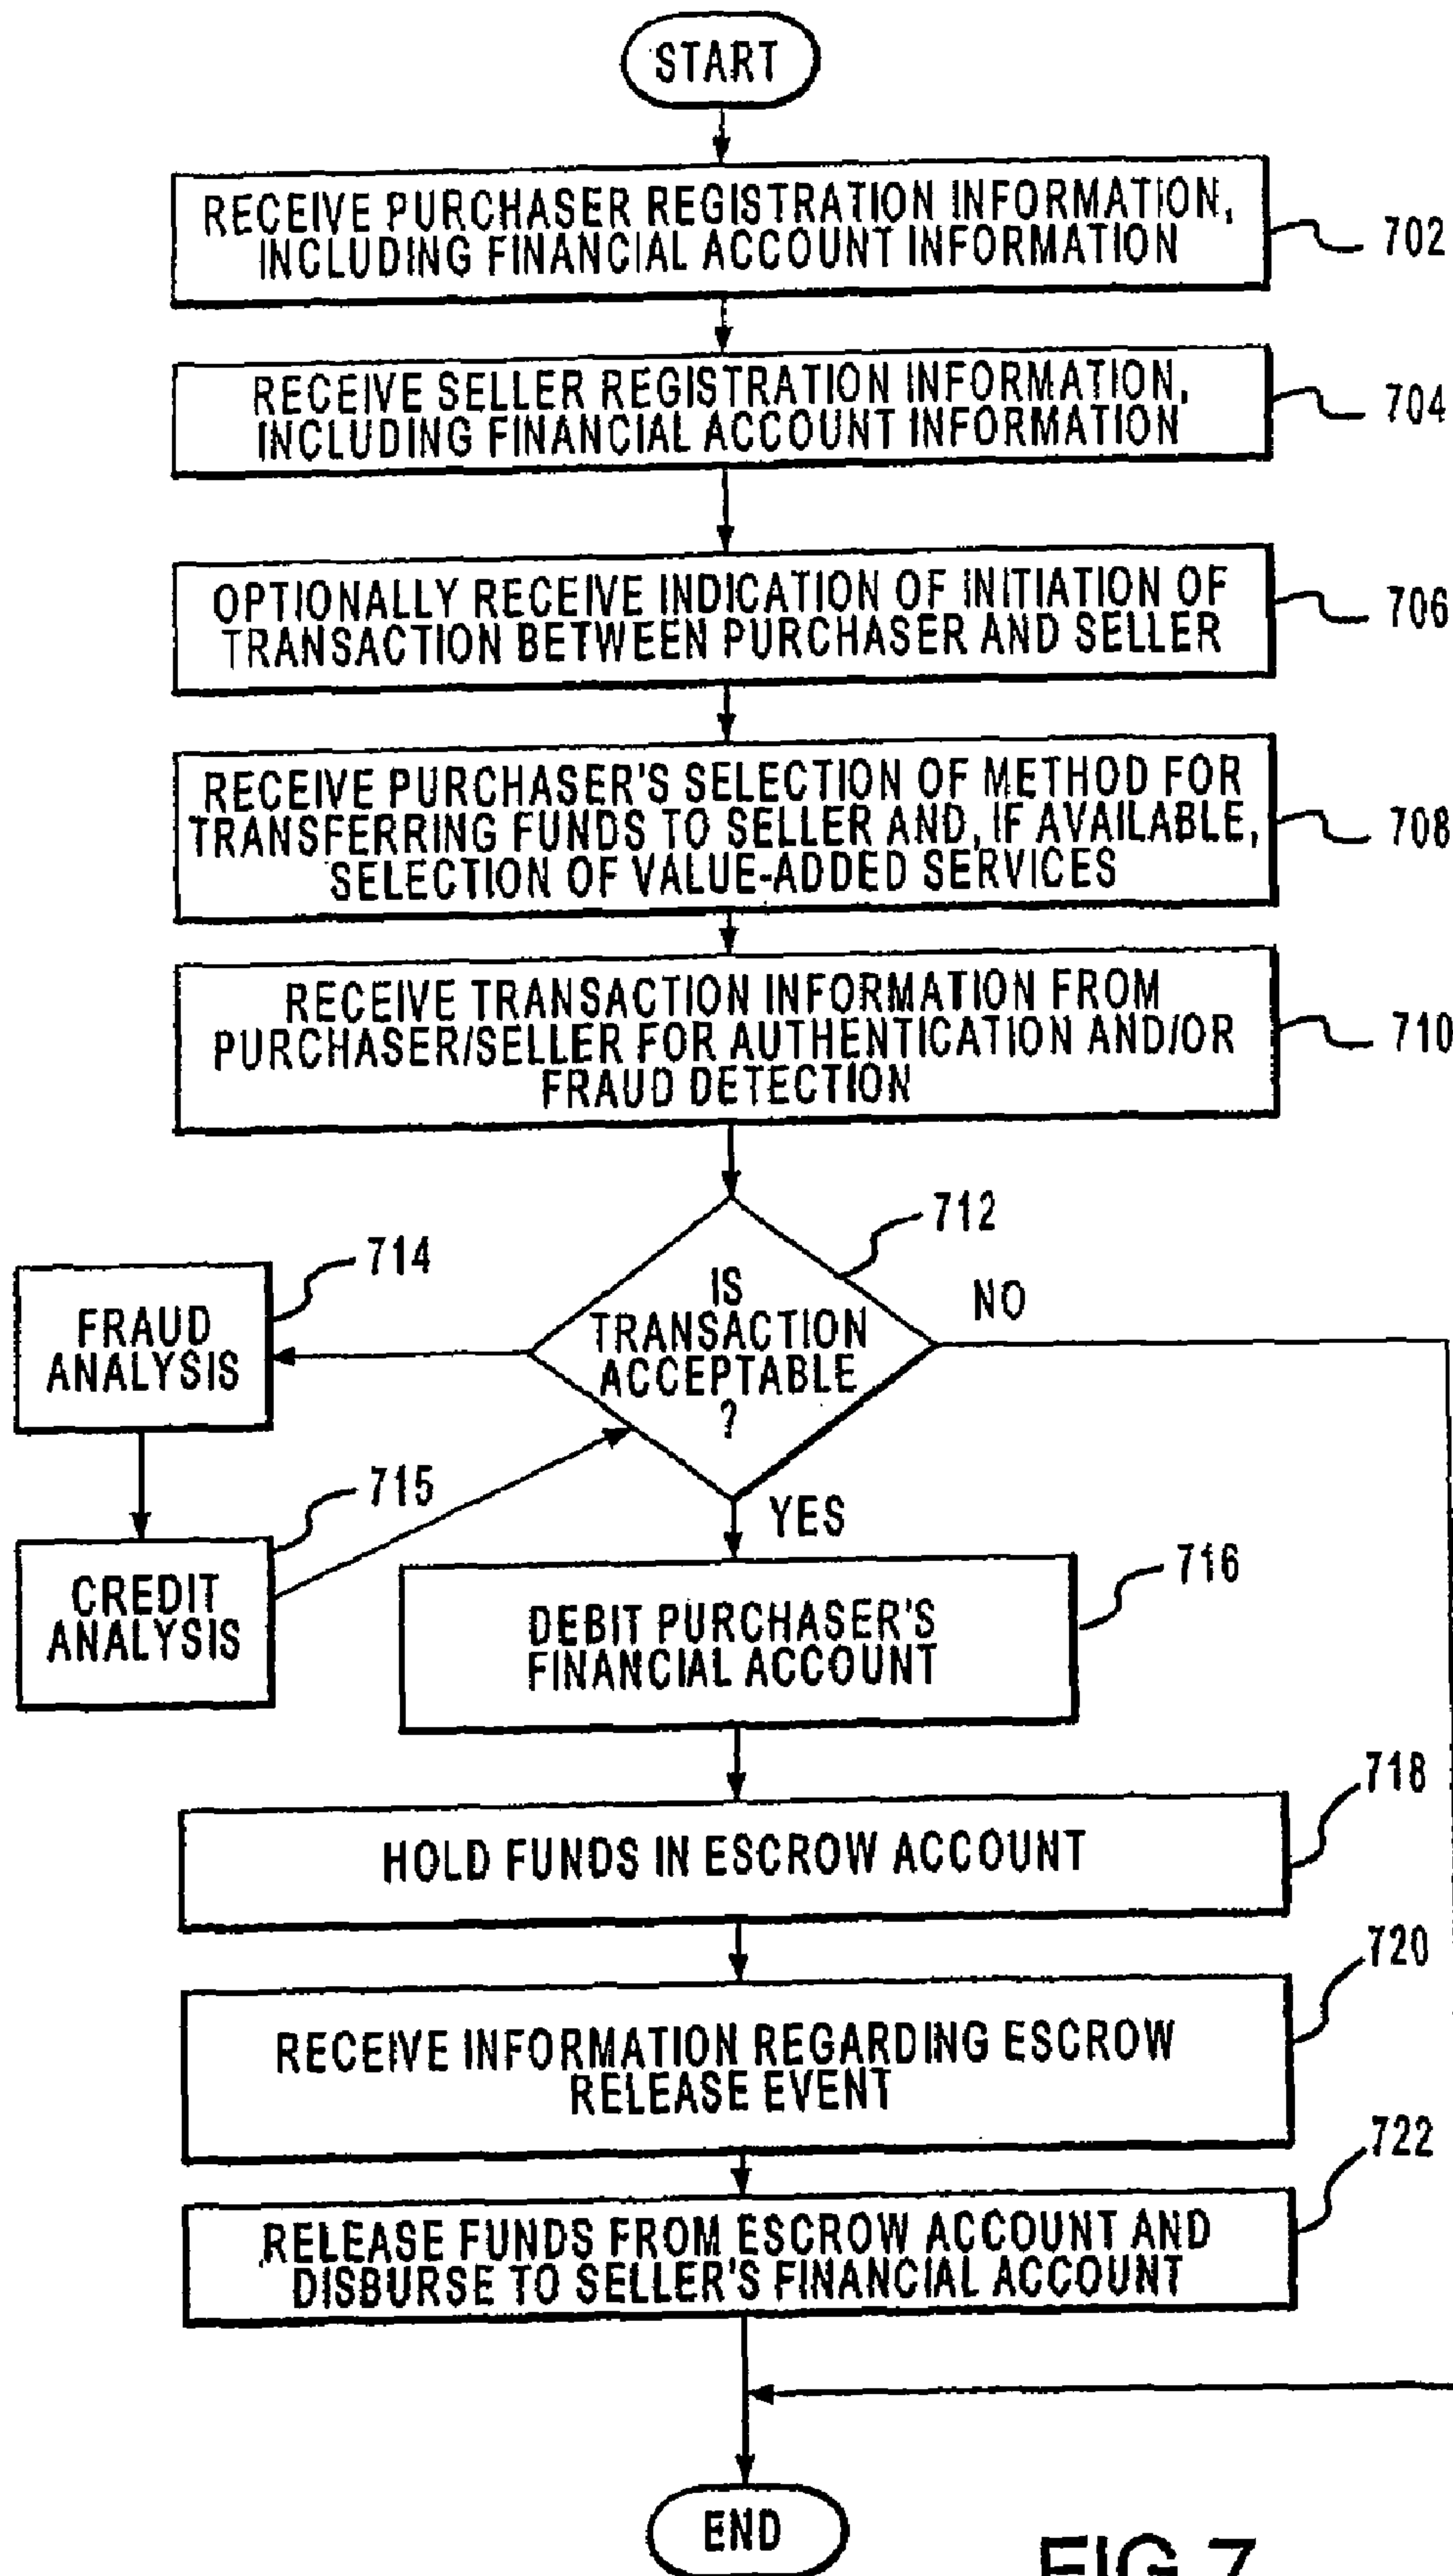 START
RECEIVE PURCHASER REGISTRATION INFORMATION,
INCLUDING FINANCIAL ACCOUNT INFORMATION
702
RECEIVE SELLER REGISTRATION INFORMATION,
INCLUDING FINANCIAL ACCOUNT INFORMATION
704
OPTIONALLY RECEIVE INDICATION OF INITIATION OF
TRANSACTION BETWEEN PURCHASER AND SELLER
706
RECEIVE PURCHASER'S SELECTION OF METHOD FOR
TRANSFERRING FUNDS TO SELLER AND, IF AVAILABLE,
SELECTION OF VALUE-ADDED SERVICES
708
RECEIVE TRANSACTION INFORMATION FROM
PURCHASER/SELLER FOR AUTHENTICATION AND/OR
FRAUD DETECTION
710
712
IS
TRANSACTION
ACCEPTABLE
?
NO
714
FRAUD
ANALYSIS
715
CREDIT
ANALYSIS
YES
716
DEBIT PURCHASER'S
FINANCIAL ACCOUNT
718
HOLD FUNDS IN ESCROW ACCOUNT
720
RECEIVE INFORMATION REGARDING ESCROW
RELEASE EVENT
722
RELEASE FUNDS FROM ESCROW ACCOUNT AND
DISBURSE TO SELLER'S FINANCIAL ACCOUNT
END
FIG 7